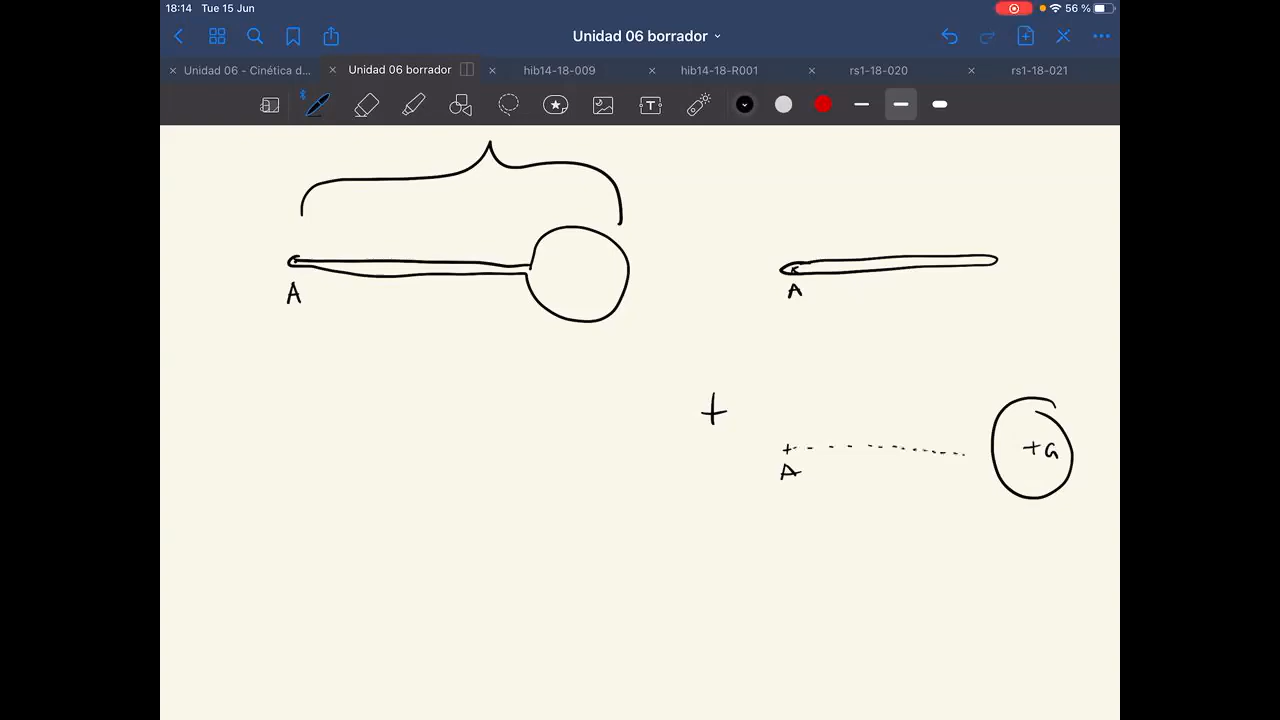 18:14 Tue 15 Jun
56 %
Unidad 06 borrador
Unidad 06 - Cinética d... Unidad 06 borrador hib14-18-009 hib14-18-R001 rs1-18-020 rs1-18-021
T
A
A
+
+
A
+G